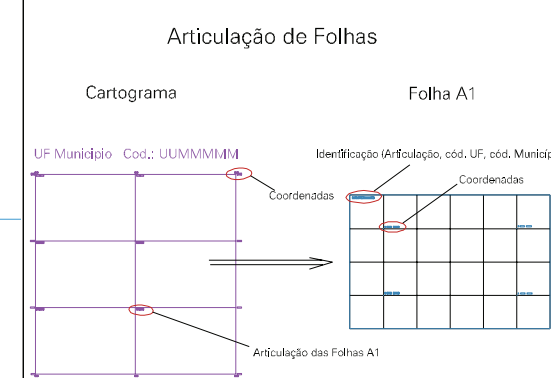 Articulação de Folhas
Cartograma
Folha A1
UF Municipio Cod.: UUMMMMM
Identificação (Articulação, cód. UF, cód. Municíp
Coordenadas
Coordenadas
Articulação das Folhas A1